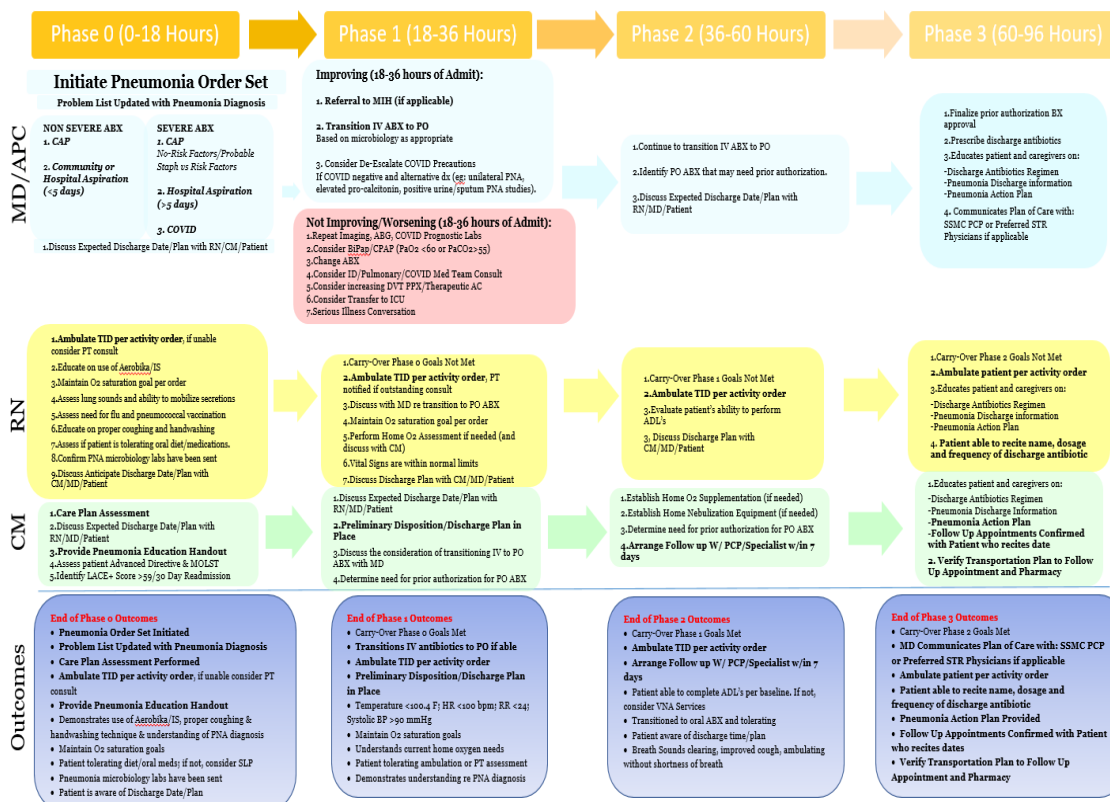 Phase 0 (0-18 Hours)
Phase 1 (18-36 Hours)
Phase 2 (36-60 Hours)
Phase 3 (60-96 Hours)
MD/APC
Initiate Pneumonia Order Set
Problem List Updated with Pneumonia Diagnosis
NON SEVERE ABX
1. CAP
2. Community or
Hospital Aspiration
(<5 days)
SEVERE ABX
1. CAP
No-Risk Factors/Probable
Staph vs Risk Factors
2. Hospital Aspiration
(>5 days)
3. COVID
1.Discuss Expected Discharge Date/Plan with RN/CM/Patient
Improving (18-36 hours of Admit):
1. Referral to MIH (if applicable)
2. Transition IV ABX to PO
Based on microbiology as appropriate
3. Consider De-Escalate COVID Precautions
If COVID negative and alternative dx (eg: unilateral PNA,
elevated pro-calcitonin, positive urine/sputum PNA studies).
Not Improving/Worsening (18-36 hours of Admit):
1.Repeat Imaging, ABG, COVID Prognostic Labs
2.Consider BiPap/CPAP (PaO2 <60 or PaCO2>55)
3.Change ABX
4.Consider ID/Pulmonary/COVID Med Team Consult
5.Consider increasing DVT PPX/Therapeutic AC
6.Consider Transfer to ICU
7.Serious Illness Conversation
1.Continue to transition IV ABX to PO
2.Identify PO ABX that may need prior authorization.
3.Discuss Expected Discharge Date/Plan with
RN/MD/Patient
1.Finalize prior authorization BX
approval
2.Prescribe discharge antibiotics
3.Educates patient and caregivers on:
-Discharge Antibiotics Regimen
-Pneumonia Discharge information
-Pneumonia Action Plan
4. Communicates Plan of Care with:
SSMC PCP or Preferred STR
Physicians if applicable
RN
1.Ambulate TID per activity order, if unable
consider PT consult
2.Educate on use of Aerobika/IS
3.Maintain O2 saturation goal per order
4.Assess lung sounds and ability to mobilize secretions
5.Assess need for flu and pneumococcal vaccination
6.Educate on proper coughing and handwashing
7.Assess if patient is tolerating oral diet/medications.
8.Confirm PNA microbiology labs have been sent
9.Discuss Anticipate Discharge Date/Plan with
CM/MD/Patient
1.Carry-Over Phase 0 Goals Not Met
2.Ambulate TID per activity order, PT
notified if outstanding consult
3.Discuss with MD re transition to PO ABX
4.Maintain O2 saturation goal per order
5.Perform Home O2 Assessment if needed (and
discuss with CM)
6.Vital Signs are within normal limits
7.Discuss Discharge Plan with CM/MD/Patient
1.Carry-Over Phase 1 Goals Not Met
2.Ambulate TID per activity order
3.Evaluate patient's ability to perform
ADL's
3, Discuss Discharge Plan with
CM/MD/Patient
1.Carry-Over Phase 2 Goals Not Met
2.Ambulate patient per activity order
3.Educates patient and caregivers on:
-Discharge Antibiotics Regimen
-Pneumonia Discharge information
-Pneumonia Action Plan
4. Patient able to recite name, dosage
and frequency of discharge antibiotic
CM
1.Care Plan Assessment
2.Discuss Expected Discharge Date/Plan with
RN/MD/Patient
3.Provide Pneumonia Education Handout
4.Assess patient Advanced Directive & MOLST
5.Identify LACE+ Score >59/30 Day Readmission
1.Discuss Expected Discharge Date/Plan with
RN/MD/Patient
2.Preliminary Disposition/Discharge Plan in
Place
3.Discuss the consideration of transitioning IV to PO
ABX with MD
4.Determine need for prior authorization for PO ABX
1.Establish Home O2 Supplementation (if needed)
2.Establish Home Nebulization Equipment (if needed)
3.Determine need for prior authorization for PO ABX
4.Arrange Follow up W/ PCP/Specialist w/in 7
days
1.Educates patient and caregivers on:
-Discharge Antibiotics Regimen
-Pneumonia Discharge Information
-Pneumonia Action Plan
-Follow Up Appointments Confirmed
with Patient who recites date
2. Verify Transportation Plan to Follow
Up Appointment and Pharmacy
Outcomes
End of Phase 0 Outcomes
• Pneumonia Order Set Initiated
• Problem List Updated with Pneumonia Diagnosis
• Care Plan Assessment Performed
• Ambulate TID per activity order, if unable consider PT
consult
• Provide Pneumonia Education Handout
• Demonstrates use of Aerobika/IS, proper coughing &
handwashing technique & understanding of PNA diagnosis
• Maintain O2 saturation goals
• Patient tolerating diet/oral meds; if not, consider SLP
• Pneumonia microbiology labs have been sent
• Patient is aware of Discharge Date/Plan
End of Phase 1 Outcomes
• Carry-Over Phase 0 Goals Met
• Transitions IV antibiotics to PO if able
• Ambulate TID per activity order
• Preliminary Disposition/Discharge Plan
in Place
• Temperature <100.4 F; HR <100 bpm; RR <24;
Systolic BP >90 mmHg
• Maintain O2 saturation goals
• Understands current home oxygen needs
• Patient tolerating ambulation or PT assessment
• Demonstrates understanding re PNA diagnosis
End of Phase 2 Outcomes
• Carry-Over Phase 1 Goals Met
• Ambulate TID per activity order
• Arrange Follow up W/ PCP/Specialist w/in 7
days
• Patient able to complete ADL's per baseline. If not,
consider VNA Services
• Transitioned to oral ABX and tolerating
• Patient aware of discharge time/plan
• Breath Sounds clearing, improved cough, ambulating
without shortness of breath
End of Phase 3 Outcomes
• Carry-Over Phase 2 Goals Met
• MD Communicates Plan of Care with: SSMC PCP
or Preferred STR Physicians if applicable
• Ambulate patient per activity order
• Patient able to recite name, dosage and
frequency of discharge antibiotic
• Pneumonia Action Plan Provided
• Follow Up Appointments Confirmed with Patient
who recites dates
• Verify Transportation Plan to Follow Up
Appointment and Pharmacy